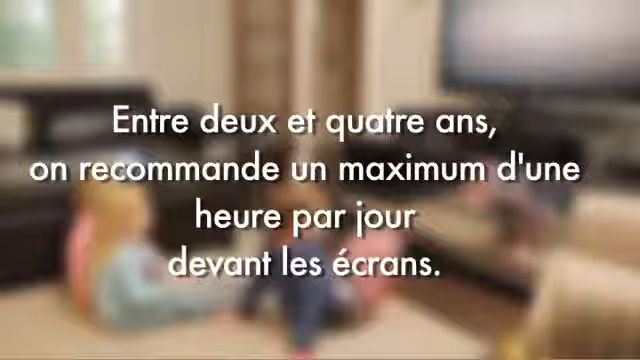 Entre deux et quatre ans,
on recommande un maximum d'une
heure par jour
devant les écrans.